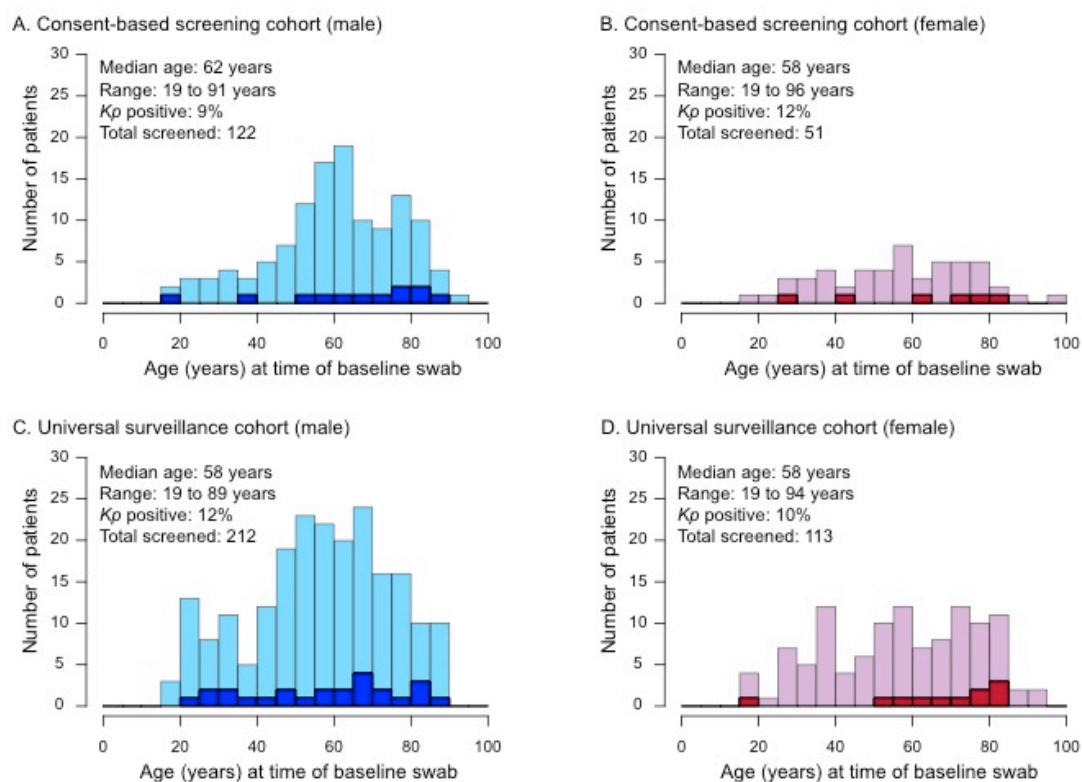 A. Consent-based screening cohort (male)
Median age: 62 years
Range: 19 to 91 years
Kp positive: 9%
Total screened: 122
Number of patients
30
25
20
15
10
5
0
0 20 40 60 80 100
Age (years) at time of baseline swab
B. Consent-based screening cohort (female)
Median age: 58 years
Range: 19 to 96 years
Kp positive: 12%
Total screened: 51
Number of patients
30
25
20
15
10
5
0
0 20 40 60 80 100
Age (years) at time of baseline swab
C. Universal surveillance cohort (male)
Median age: 58 years
Range: 19 to 89 years
Kp positive: 12%
Total screened: 212
Number of patients
30
25
20
15
10
5
0
0 20 40 60 80 100
Age (years) at time of baseline swab
D. Universal surveillance cohort (female)
Median age: 58 years
Range: 19 to 94 years
Kp positive: 10%
Total screened: 113
Number of patients
30
25
20
15
10
5
0
0 20 40 60 80 100
Age (years) at time of baseline swab